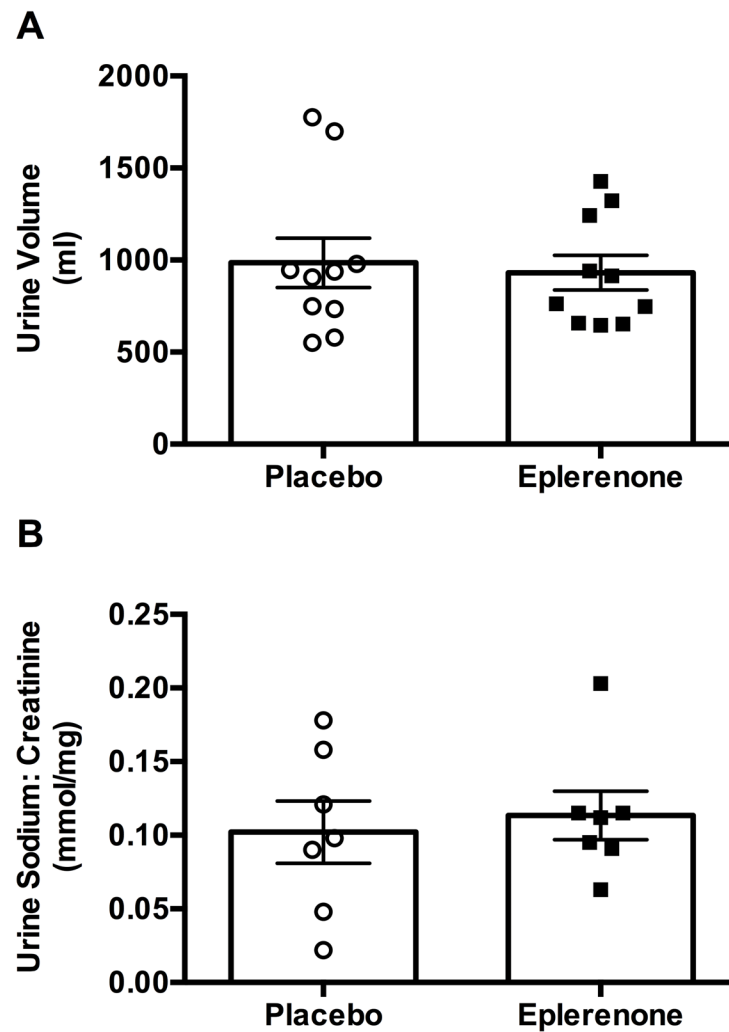 A
Urine Volume
(ml)
2000
1500
1000
500
0
Placebo Eplerenone
B
Urine Sodium: Creatinine
(mmol/mg)
0.25
0.20
0.15
0.10
0.05
0.00
Placebo Eplerenone